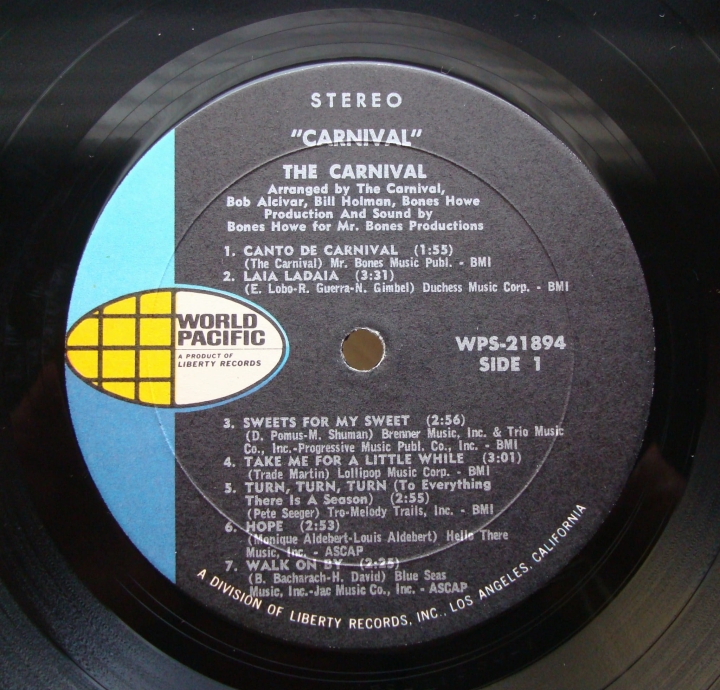 STEREO
"CARNIVAL"
THE CARNIVAL
Arranged by The Carnival,
Bob Alcivar, Bill Holman, Bones Howe
Production And Sound by
Bones Howe for Mr. Bones Productions
1. CANTO DE CARNIVAL (1:55)
(The Carnival) Mr. Bones Music Publ. - BMI
2. LAIA LADAIA (3:31)
(E. Lobo-R. Guerra-N. Gimbel) Duchess Music Corp. - BMI
WORLD
PACIFIC
A PRODUCT OF
LIBERTY RECORDS
WPS-21894
SIDE 1
3. SWEETS FOR MY SWEET (2:56)
(D. Pomus-M. Shuman) Brenner Music, Inc. & Trio Music
Co., Inc.-Progressive Music Publ. Co., Inc. - BMI
4. TAKE ME FOR A LITTLE WHILE (3:01)
(Trade Martin) Lollipop Music Corp. - BMI
5. TURN, TURN, TURN (To Everything
There Is A Season) (2:55)
(Pete Seeger) Tro-Melody Trails, Inc. - BMI
6. HOPE (2:53)
(Monique Aldebert-Louis Aldebert) Hello There
Music, Inc. - ASCAP
7. WALK ON BY (2:25)
(B. Bacharach-H. David) Blue Seas
Music, Inc.-Jac Music Co., Inc. - ASCAP
A DIVISION OF LIBERTY RECORDS, INC., LOS ANGELES, CALIFORNIA